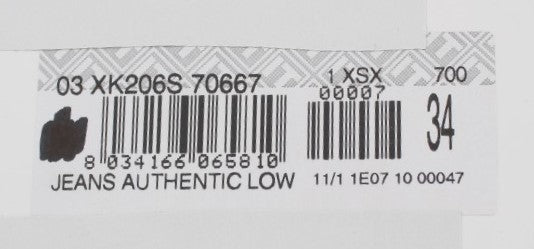 03 XK206S 70667 1 XSX 700
00007
34
8 034166 065810
JEANS AUTHENTIC LOW 11/1 1E07 10 00047